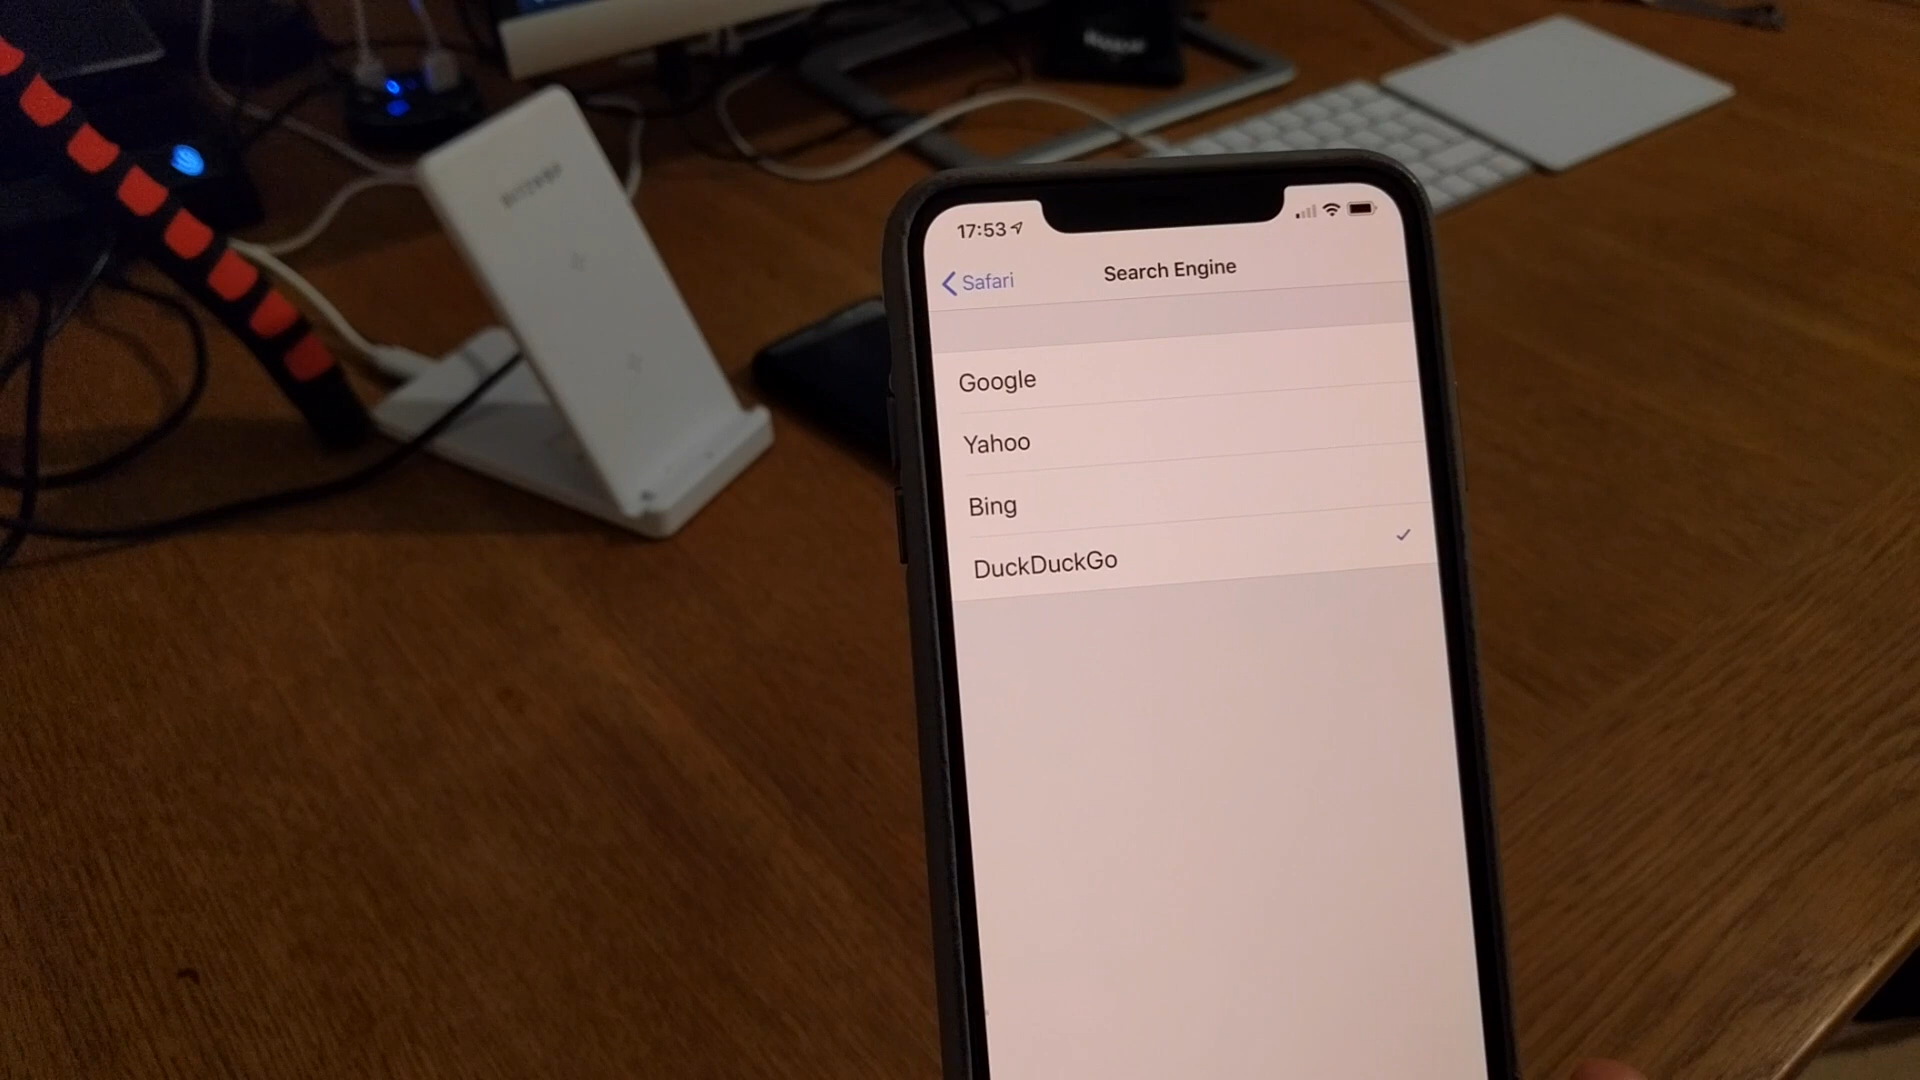 17:53
Safari
Search Engine
Google
Yahoo
Bing
DuckDuckGo